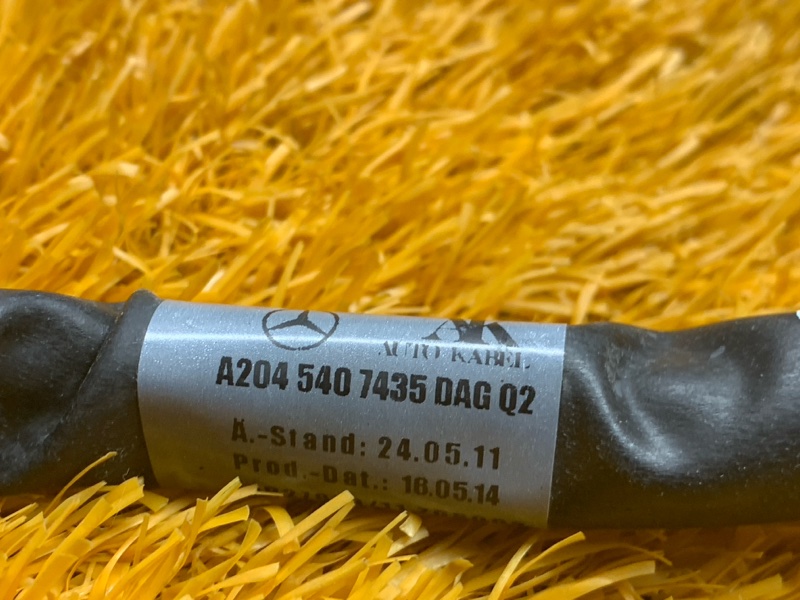 AUTO KABEL
A204 540 7435 DAG Q2
Ä.-Stand: 24.05.11
Prod.-Dat.: 16.05.14